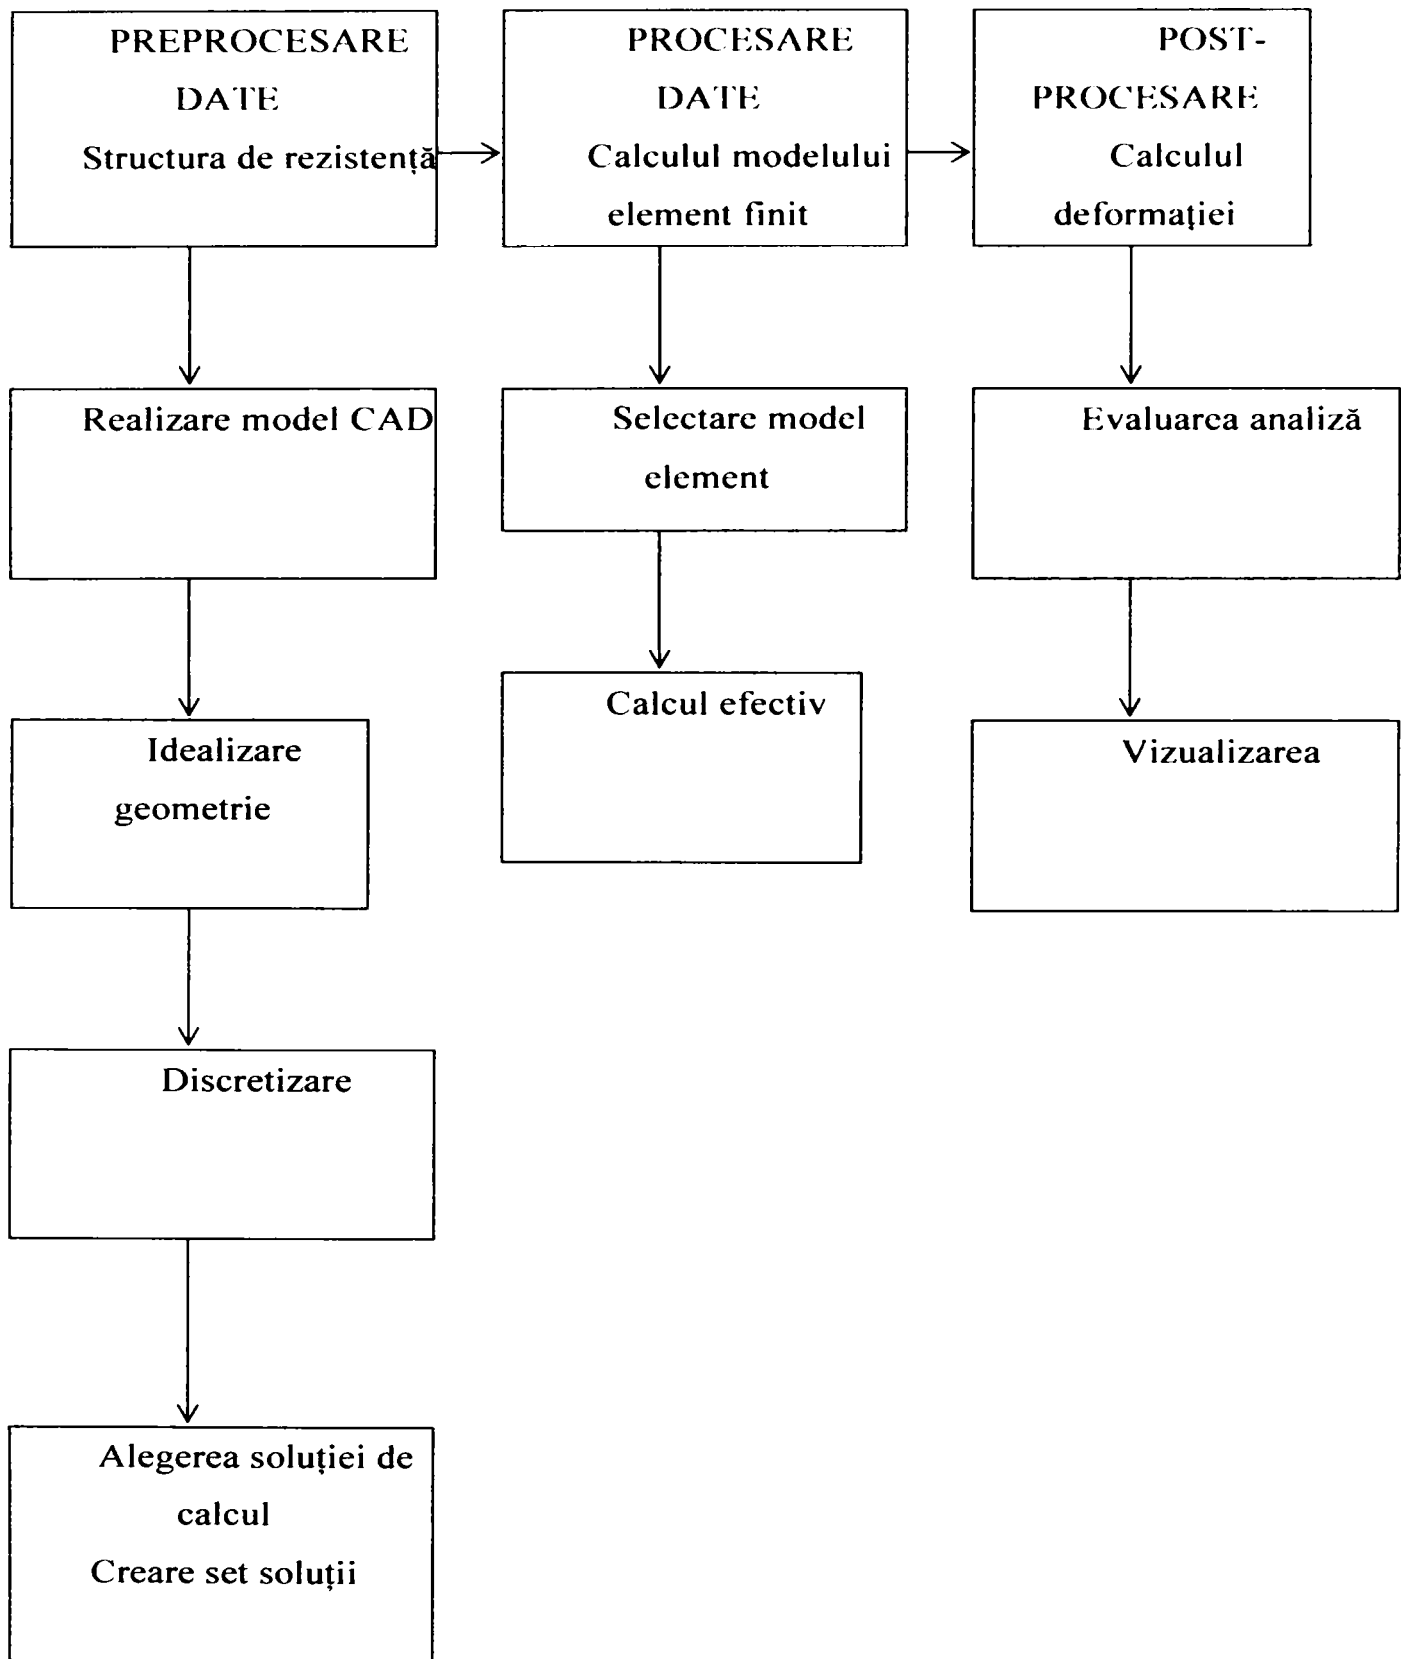 PREPROCESARE
DATE
Structura de rezistență
PROCESARE
DATE
Calculul modelului
element finit
POST-
PROCESARE
Calculul
deformației
Realizare model CAD
Selectare model
element
Evaluarea analiză
Idealizare
geometrie
Calcul efectiv
Vizualizarea
Discretizare
Alegerea soluției de
calcul
Creare set soluții